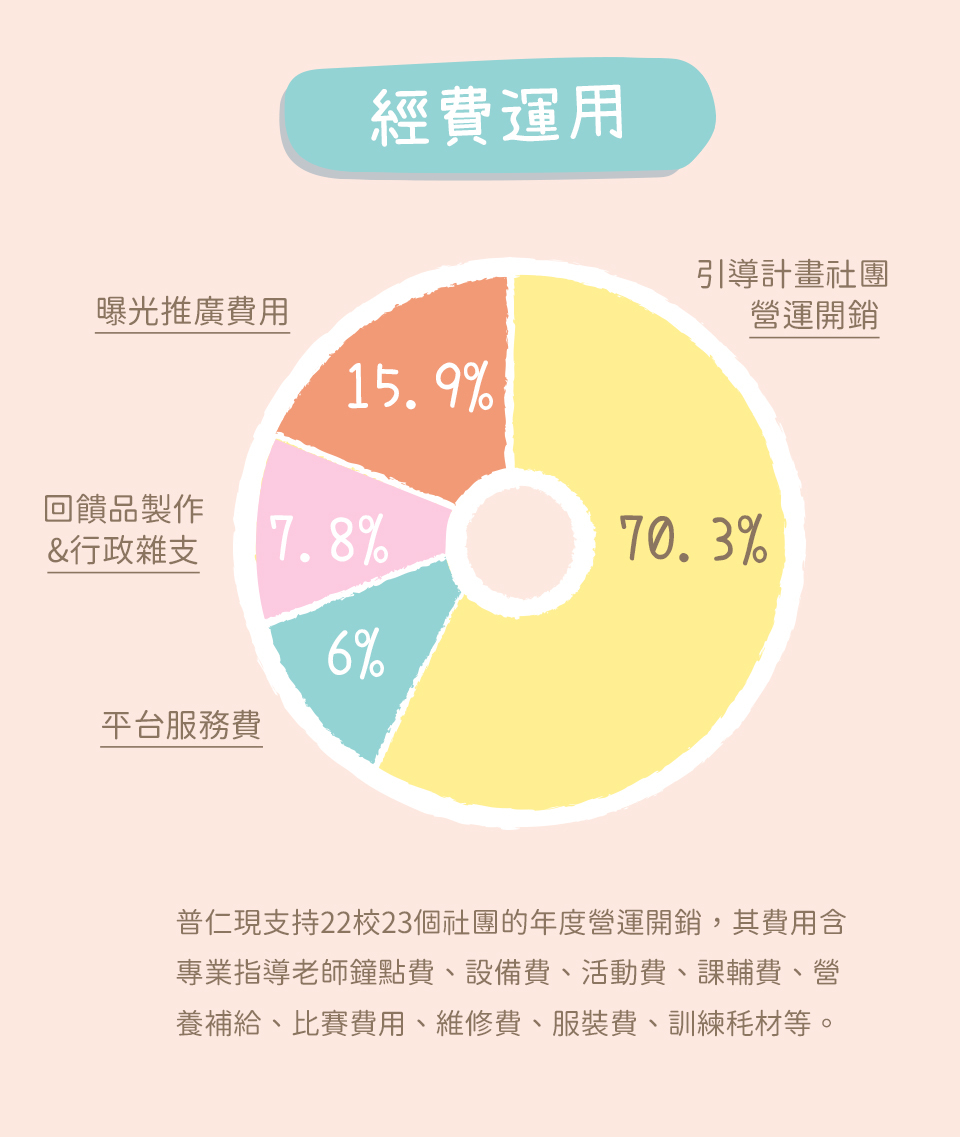 經費運用
引導計畫社團
營運開銷
曝光推廣費用
15.9%
回饋品製作
&行政雜支
7.8%
70.3%
6%
平台服務費
普仁現支持22校23個社團的年度營運開銷，其費用含
專業指導老師鐘點費、設備費、活動費、課輔費、營
養補給、比賽費用、維修費、服裝費、訓練耗材等。